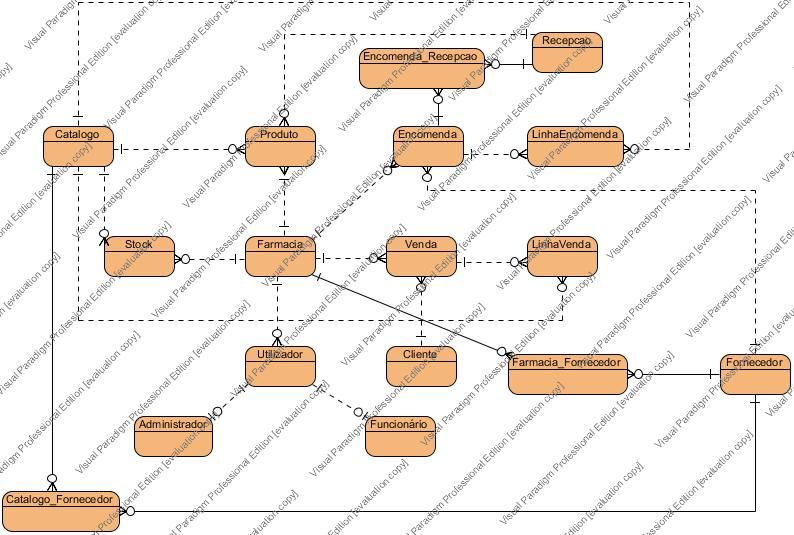 Recepcao
Encomenda_Recepcao
Catalogo
Produto
Encomenda
LinhaEncomenda
Stock
Farmacia
Venda
LinhaVenda
Utilizador
Cliente
Farmacia_Fornecedor
Fornecedor
Administrador
Funcionário
Catalogo_Fornecedor
Visual Paradigm Professional Edition [evaluation copy]